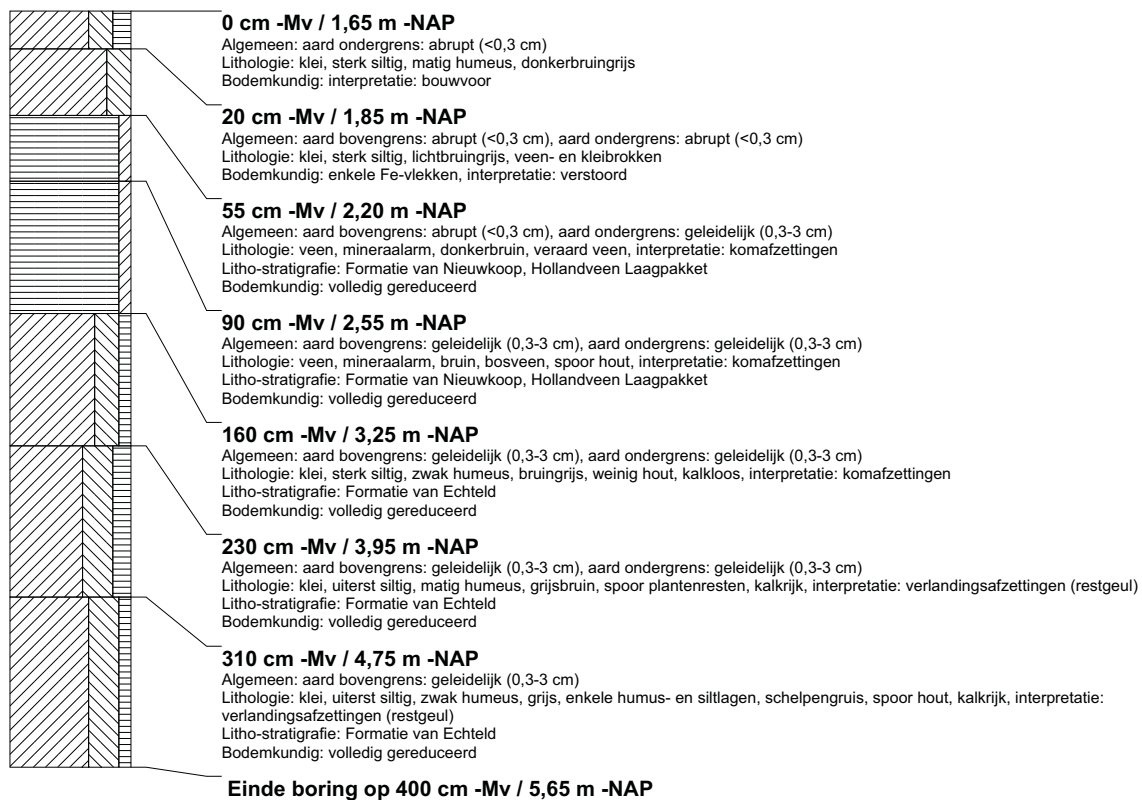 0 cm -Mv / 1,65 m -NAP
Algemeen: aard ondergrens: abrupt (<0,3 cm)
Lithologie: klei, sterk siltig, matig humeus, donkerbruingrijs
Bodemkundig: interpretatie: bouwvoor
20 cm -Mv / 1,85 m -NAP
Algemeen: aard bovengrens: abrupt (<0,3 cm), aard ondergrens: abrupt (<0,3 cm)
Lithologie: klei, sterk siltig, lichtbruingrijs, veen- en kleibrokken
Bodemkundig: enkele Fe-vlekken, interpretatie: verstoord
55 cm -Mv / 2,20 m -NAP
Algemeen: aard bovengrens: abrupt (<0,3 cm), aard ondergrens: geleidelijk (0,3-3 cm)
Lithologie: veen, mineraalarm, donkerbruin, veraard veen, interpretatie: komafzettingen
Litho-stratigrafie: Formatie van Nieuwkoop, Hollandveen Laagpakket
Bodemkundig: volledig gereduceerd
90 cm -Mv / 2,55 m -NAP
Algemeen: aard bovengrens: geleidelijk (0,3-3 cm), aard ondergrens: geleidelijk (0,3-3 cm)
Lithologie: veen, mineraalarm, bruin, bosveen, spoor hout, interpretatie: komafzettingen
Litho-stratigrafie: Formatie van Nieuwkoop, Hollandveen Laagpakket
Bodemkundig: volledig gereduceerd
160 cm -Mv / 3,25 m -NAP
Algemeen: aard bovengrens: geleidelijk (0,3-3 cm), aard ondergrens: geleidelijk (0,3-3 cm)
Lithologie: klei, sterk siltig, zwak humeus, bruingrijs, weinig hout, kalkloos, interpretatie: komafzettingen
Litho-stratigrafie: Formatie van Echteld
Bodemkundig: volledig gereduceerd
230 cm -Mv / 3,95 m -NAP
Algemeen: aard bovengrens: geleidelijk (0,3-3 cm), aard ondergrens: geleidelijk (0,3-3 cm)
Lithologie: klei, uiterst siltig, matig humeus, grijsbruin, spoor plantenresten, kalkrijk, interpretatie: verlandingsafzettingen (restgeul)
Litho-stratigrafie: Formatie van Echteld
Bodemkundig: volledig gereduceerd
310 cm -Mv / 4,75 m -NAP
Algemeen: aard bovengrens: geleidelijk (0,3-3 cm)
Lithologie: klei, uiterst siltig, zwak humeus, grijs, enkele humus- en siltlagen, schelpengruis, spoor hout, kalkrijk, interpretatie:
verlandingsafzettingen (restgeul)
Litho-stratigrafie: Formatie van Echteld
Bodemkundig: volledig gereduceerd
Einde boring op 400 cm -Mv / 5,65 m -NAP